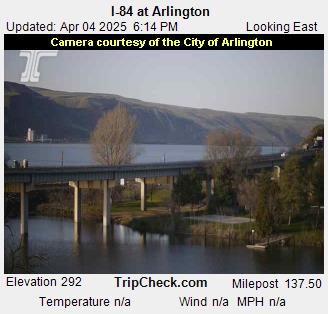 I-84 at Arlington
Updated: Apr 04 2025 6:14 PM Looking East
Camera courtesy of the City of Arlington
Elevation 292 TripCheck.com Milepost 137.50
Temperature n/a Wind n/a MPH n/a